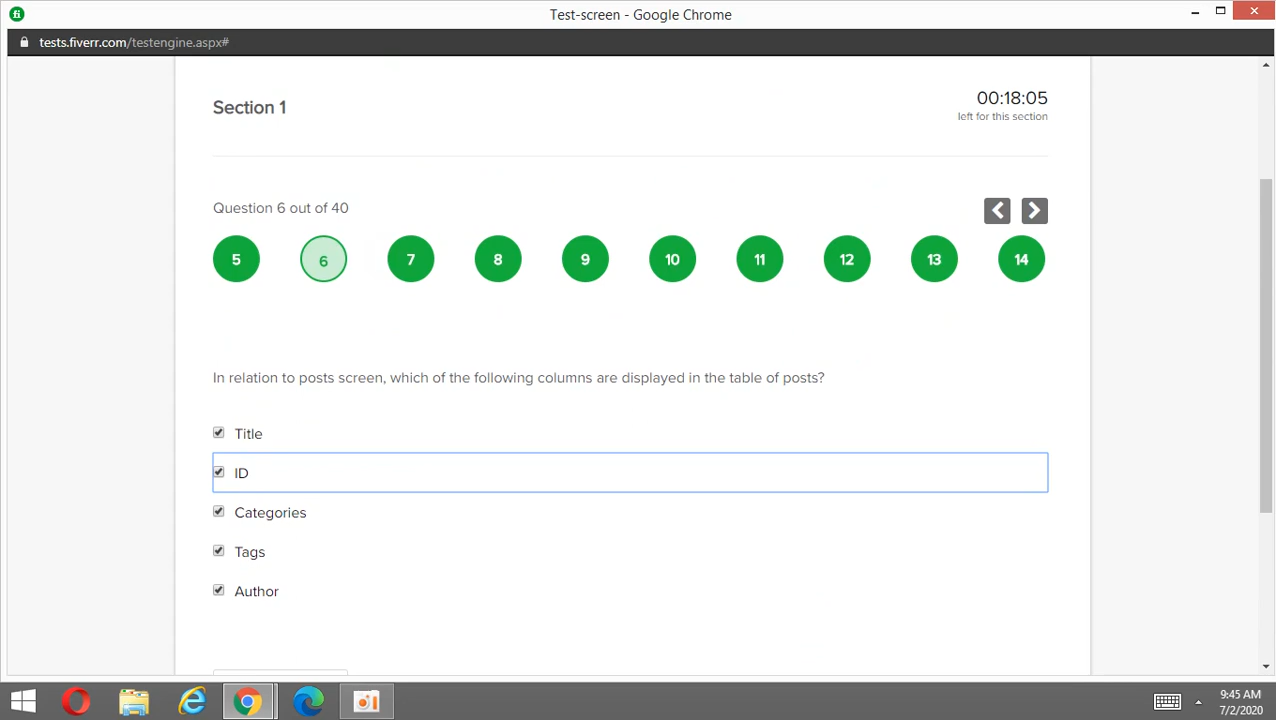 fi
Test-screen - Google Chrome
tests.fiverr.com/testengine.aspx#
Section 1
00:18:05
left for this section
Question 6 out of 40
5 6 7 8 9 10 11 12 13 14
In relation to posts screen, which of the following columns are displayed in the table of posts?
Title
ID
Categories
Tags
Author
9:45 AM
7/2/2020